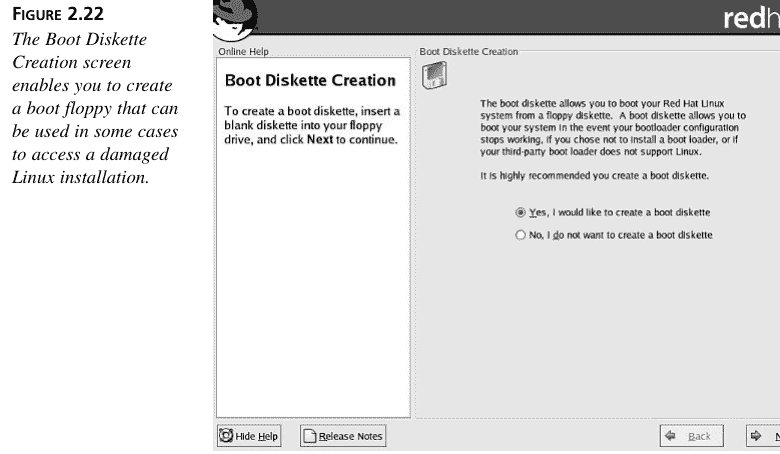 FIGURE 2.22
The Boot Diskette
Creation screen
enables you to create
a boot floppy that can
be used in some cases
to access a damaged
Linux installation.
redh
Online Help
Boot Diskette Creation
To create a boot diskette, insert a
blank diskette into your floppy
drive, and click Next to continue.
Boot Diskette Creation
The boot diskette allows you to boot your Red Hat Linux
system from a floppy diskette. A boot diskette allows you to
boot your system in the event your bootloader configuration
stops working, if you chose not to install a boot loader, or if
your third-party boot loader does not support Linux.
It is highly recommended you create a boot diskette.
Yes, I would like to create a boot diskette
No, I do not want to create a boot diskette
Hide Help
Release Notes
Back
N